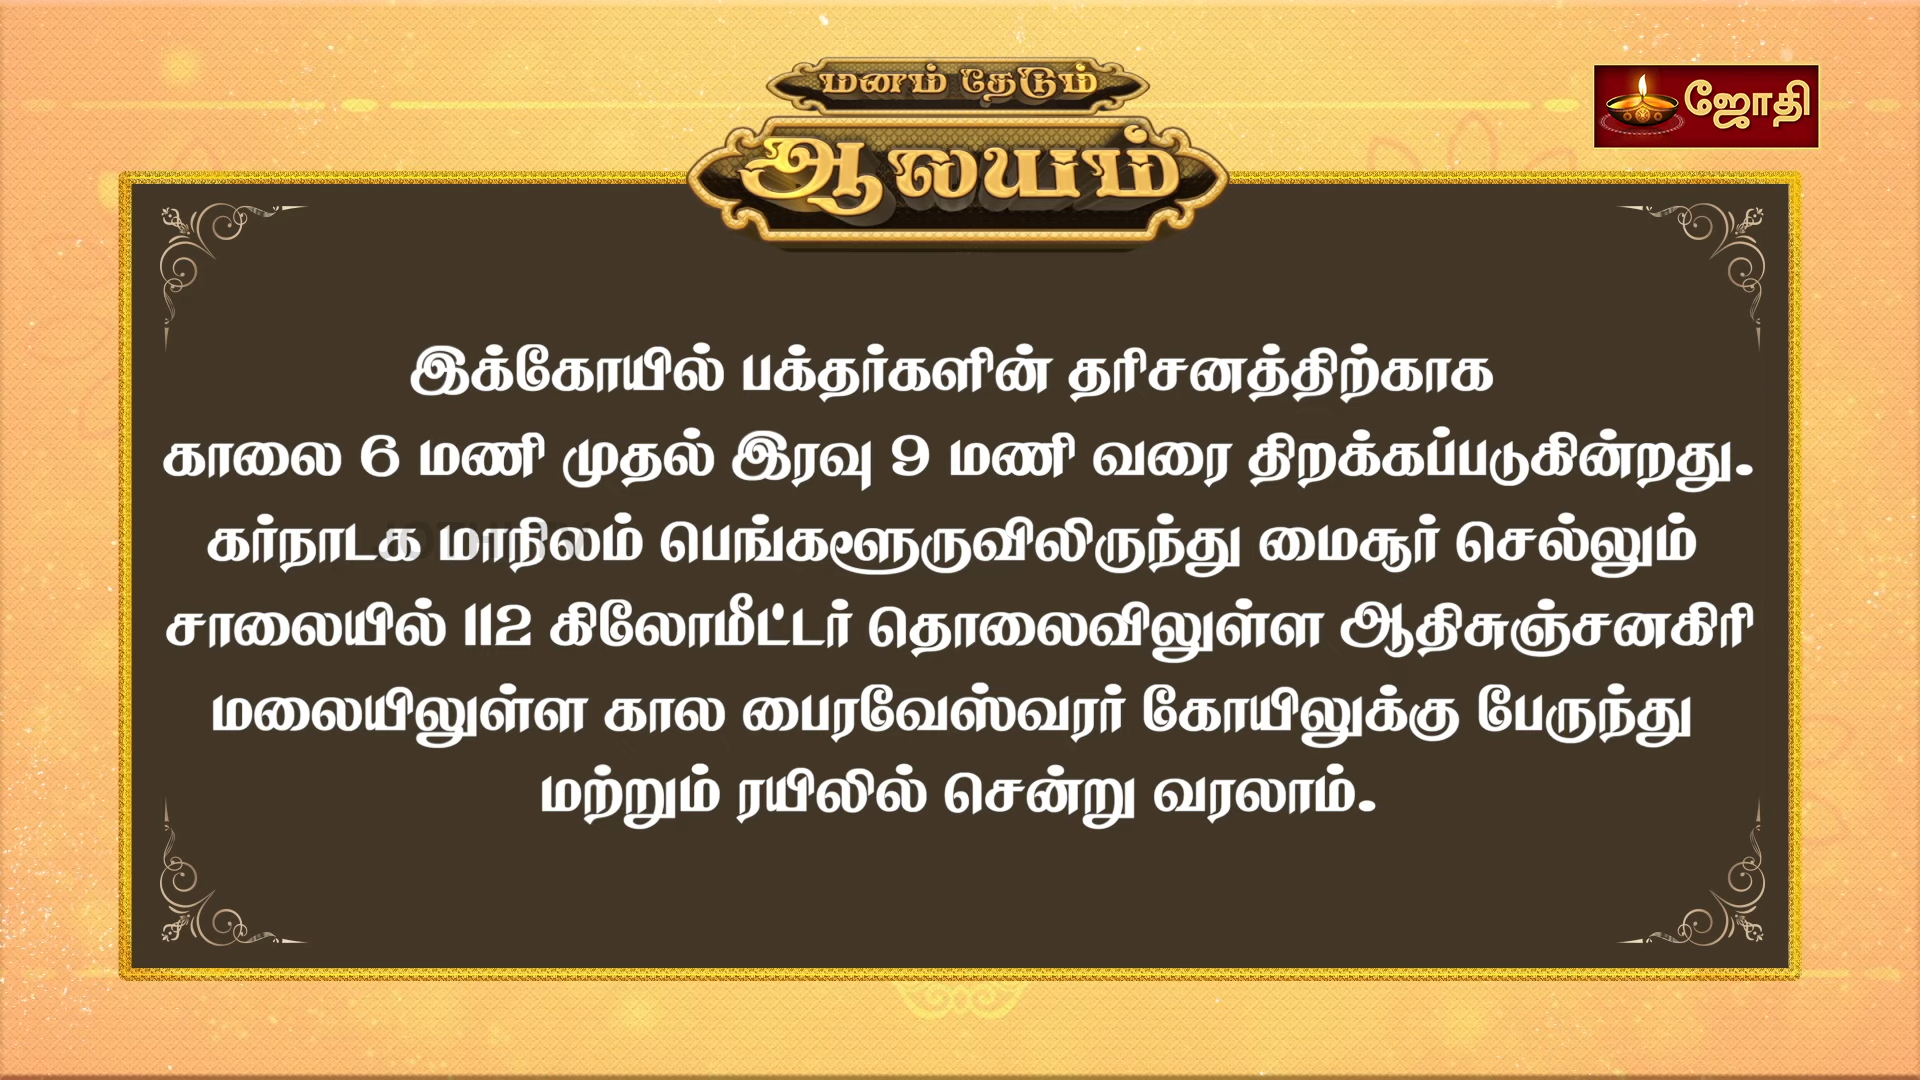 மனம் தேடும்
ஆலயம்
ஜோதி
இக்கோயில் பக்தர்களின் தரிசனத்திற்காக
காலை 6 மணி முதல் இரவு 9 மணி வரை திறக்கப்படுகின்றது.
கர்நாடக மாநிலம் பெங்களூருவிலிருந்து மைசூர் செல்லும்
சாலையில் 112 கிலோமீட்டர் தொலைவிலுள்ள ஆதிசுஞ்சனகிரி
மலையிலுள்ள கால பைரவேஸ்வரர் கோயிலுக்கு பேருந்து
மற்றும் ரயிலில் சென்று வரலாம்.